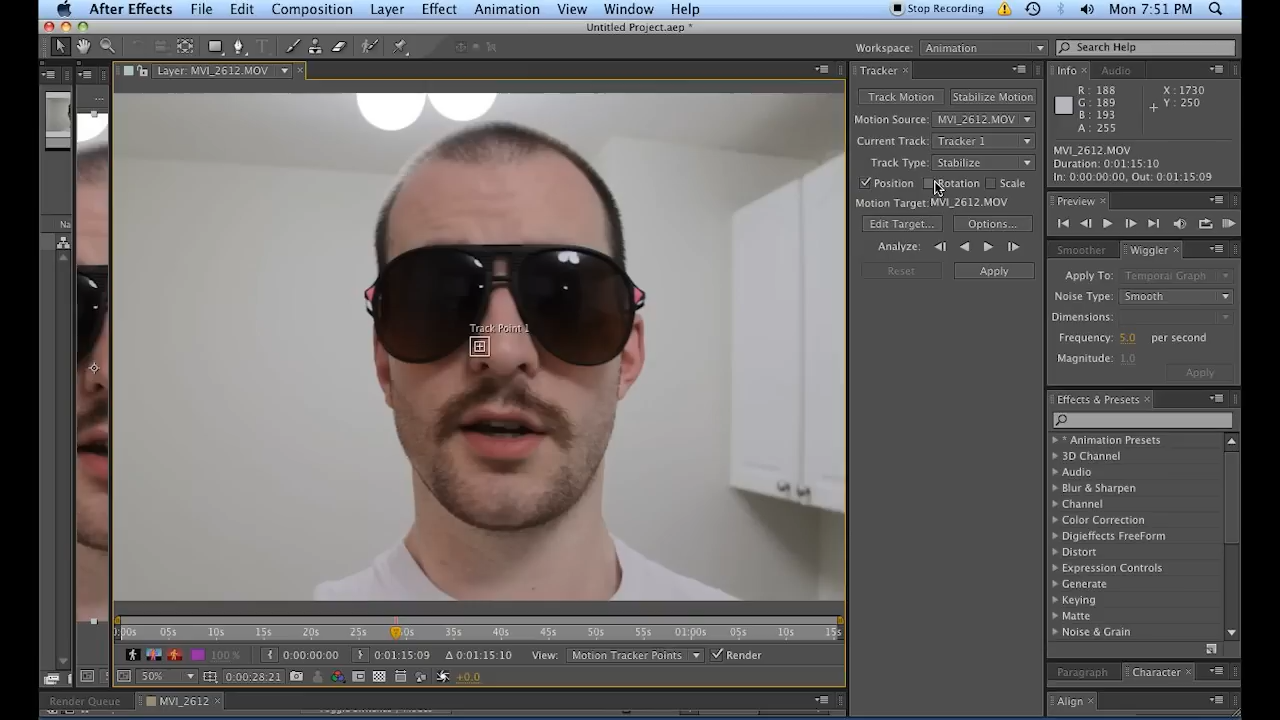 After Effects File Edit Composition Layer Effect Animation View Window Help Stop Recording Mon 7:51 PM
Untitled Project.aep *
Workspace: Animation Search Help
Layer: MVI_2612.MOV
Tracker
Info Audio
Track Motion Stabilize Motion
R : 188 X : 1730
G : 189 Y : 250
B : 193
A : 255
Motion Source: MVI_2612.MOV
Current Track: Tracker 1
Track Type: Stabilize
Position Rotation Scale
Motion Target: MVI_2612.MOV
Edit Target... Options...
Analyze:
Reset Apply
MVI_2612.MOV
Duration: 0:01:15:10
In: 0:00:00:00, Out: 0:01:15:09
Preview
Smoother Wiggler
Apply To: Temporal Graph
Noise Type: Smooth
Dimensions:
Frequency: 5.0 per second
Magnitude: 1.0
Apply
Effects & Presets
* Animation Presets
3D Channel
Audio
Blur & Sharpen
Channel
Color Correction
Digieffects FreeForm
Distort
Expression Controls
Generate
Keying
Matte
Noise & Grain
Paragraph Character
Align
Na
Track Point 1
0:00s 05s 10s 15s 20s 25s 0:00s 35s 40s 45s 50s 55s 01:00s 05s 10s 15s
100 % 0:00:00:00 0:01:15:09 Δ 0:01:15:10 View: Motion Tracker Points Render
50% 0:00:28:21 +0.0
Render Queue MVI_2612